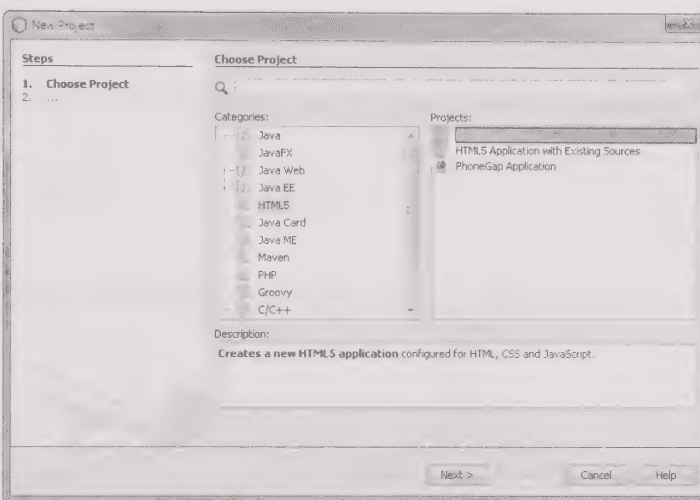 New Project
Steps
1. Choose Project
2. ...
Choose Project
Categories:
Java
JavaFX
Java Web
Java EE
HTML5
Java Card
Java ME
Maven
PHP
Groovy
C/C++
Projects:
HTML5 Application with Existing Sources
PhoneGap Application
Description:
Creates a new HTML5 application configured for HTML, CSS and JavaScript.
Next >
Cancel
Help